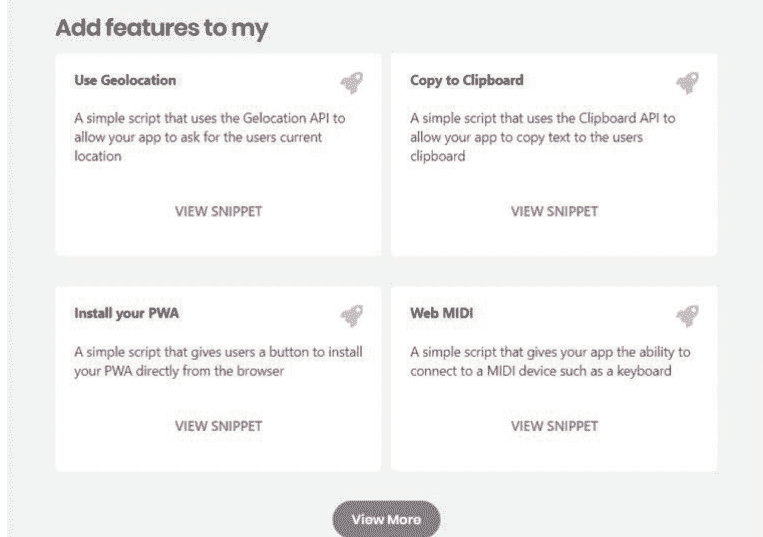 Add features to my
Use Geolocation
A simple script that uses the Gelocation API to
allow your app to ask for the users current
location
VIEW SNIPPET
Copy to Clipboard
A simple script that uses the Clipboard API to
allow your app to copy text to the users
clipboard
VIEW SNIPPET
Install your PWA
A simple script that gives users a button to install
your PWA directly from the browser
VIEW SNIPPET
Web MIDI
A simple script that gives your app the ability to
connect to a MIDI device such as a keyboard
VIEW SNIPPET
View More